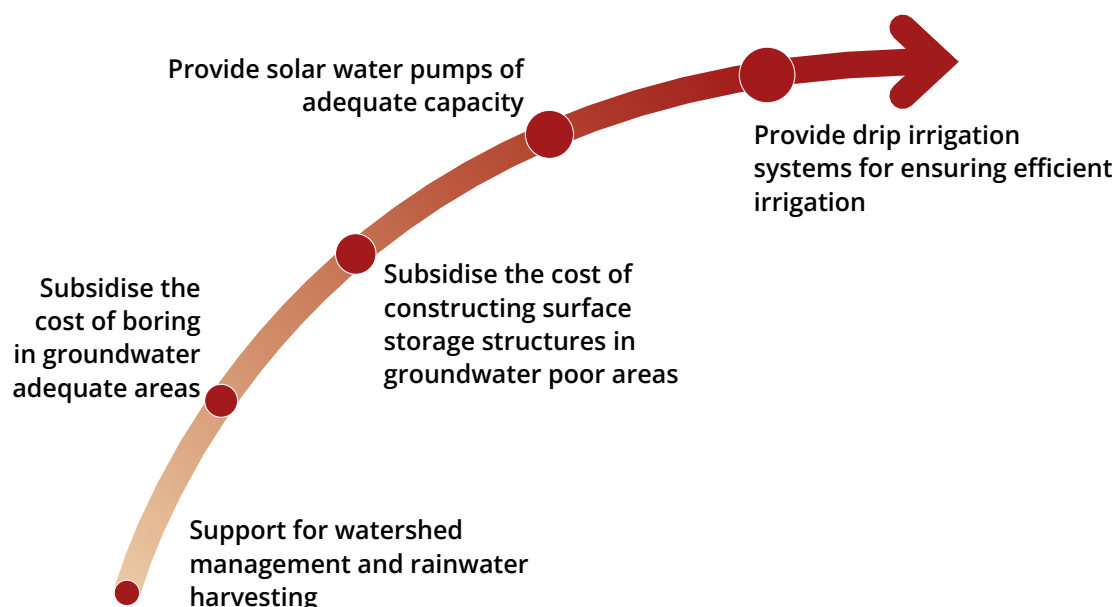 Provide solar water pumps of
adequate capacity
Provide drip irrigation
systems for ensuring efficient
irrigation
Subsidise the
cost of boring
in groundwater
adequate areas
Subsidise the cost of
constructing surface
storage structures in
groundwater poor areas
Support for watershed
management and rainwater
harvesting